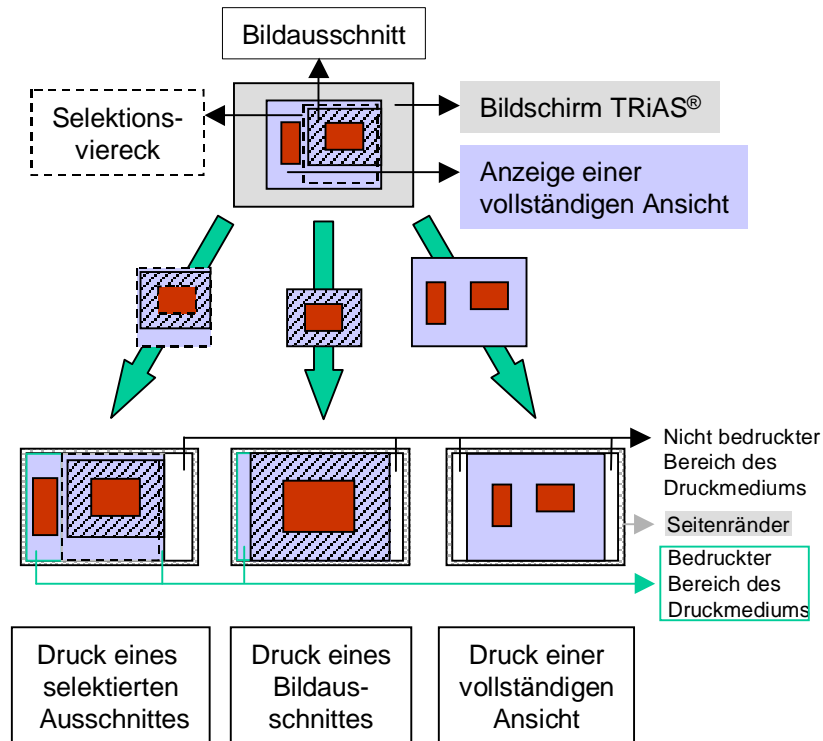 Bildausschnitt
Selektions-
viereck
Bildschirm TRiAS®
Anzeige einer
vollständigen Ansicht
Nicht bedruckter
Bereich des
Druckmediums
Seitenränder
Bedruckter
Bereich des
Druckmediums
Druck eines
selektierten
Ausschnittes
Druck eines
Bildaus-
schnittes
Druck einer
vollständigen
Ansicht